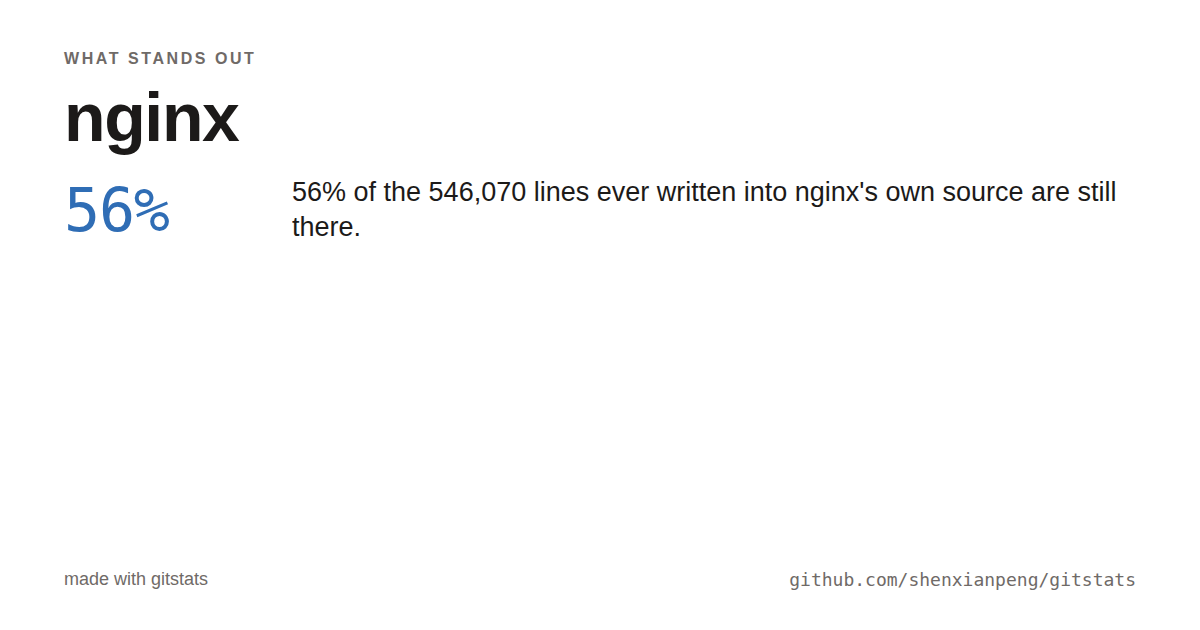 WHAT STANDS OUT
nginx
56%
56% of the 546,070 lines ever written into nginx's own source are still
there.
made with gitstats
github.com/shenxianpeng/gitstats